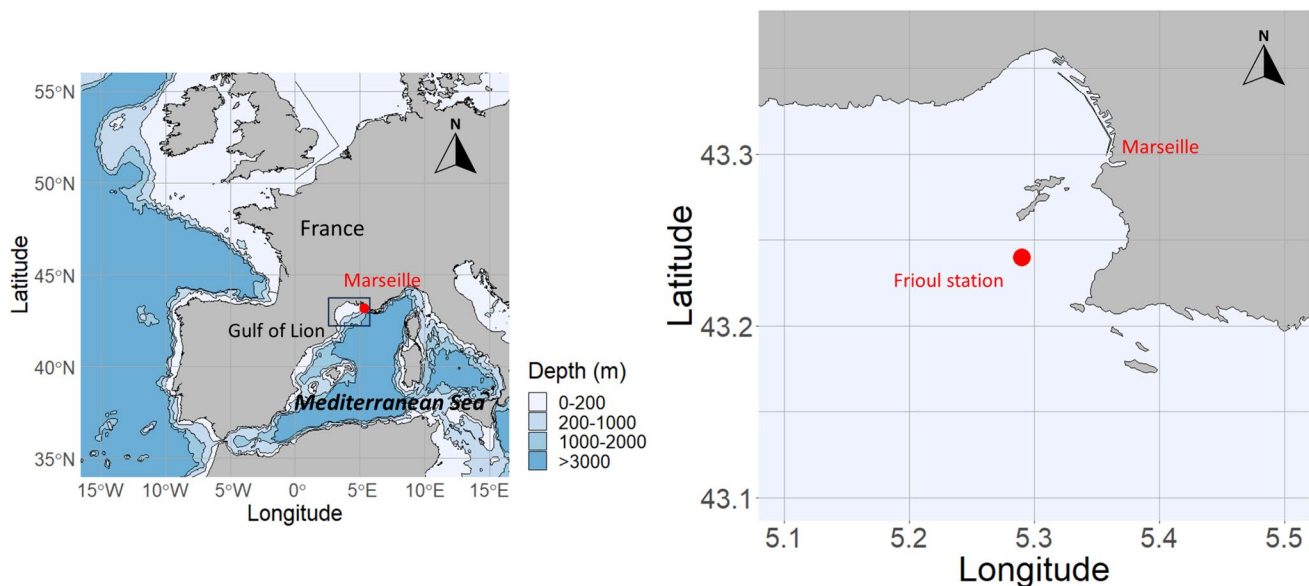 N
55°N
50°N
45°N
40°N
35°N
Latitude
France
Marseille
Gulf of Lion
Mediterranean Sea
15°W
10°W
5°W
0°
5°E
10°E
15°E
Longitude
Depth (m)
0-200
200-1000
1000-2000
>3000
N
43.3
43.2
43.1
Latitude
Marseille
Frioul station
5.1
5.2
5.3
5.4
5.5
Longitude